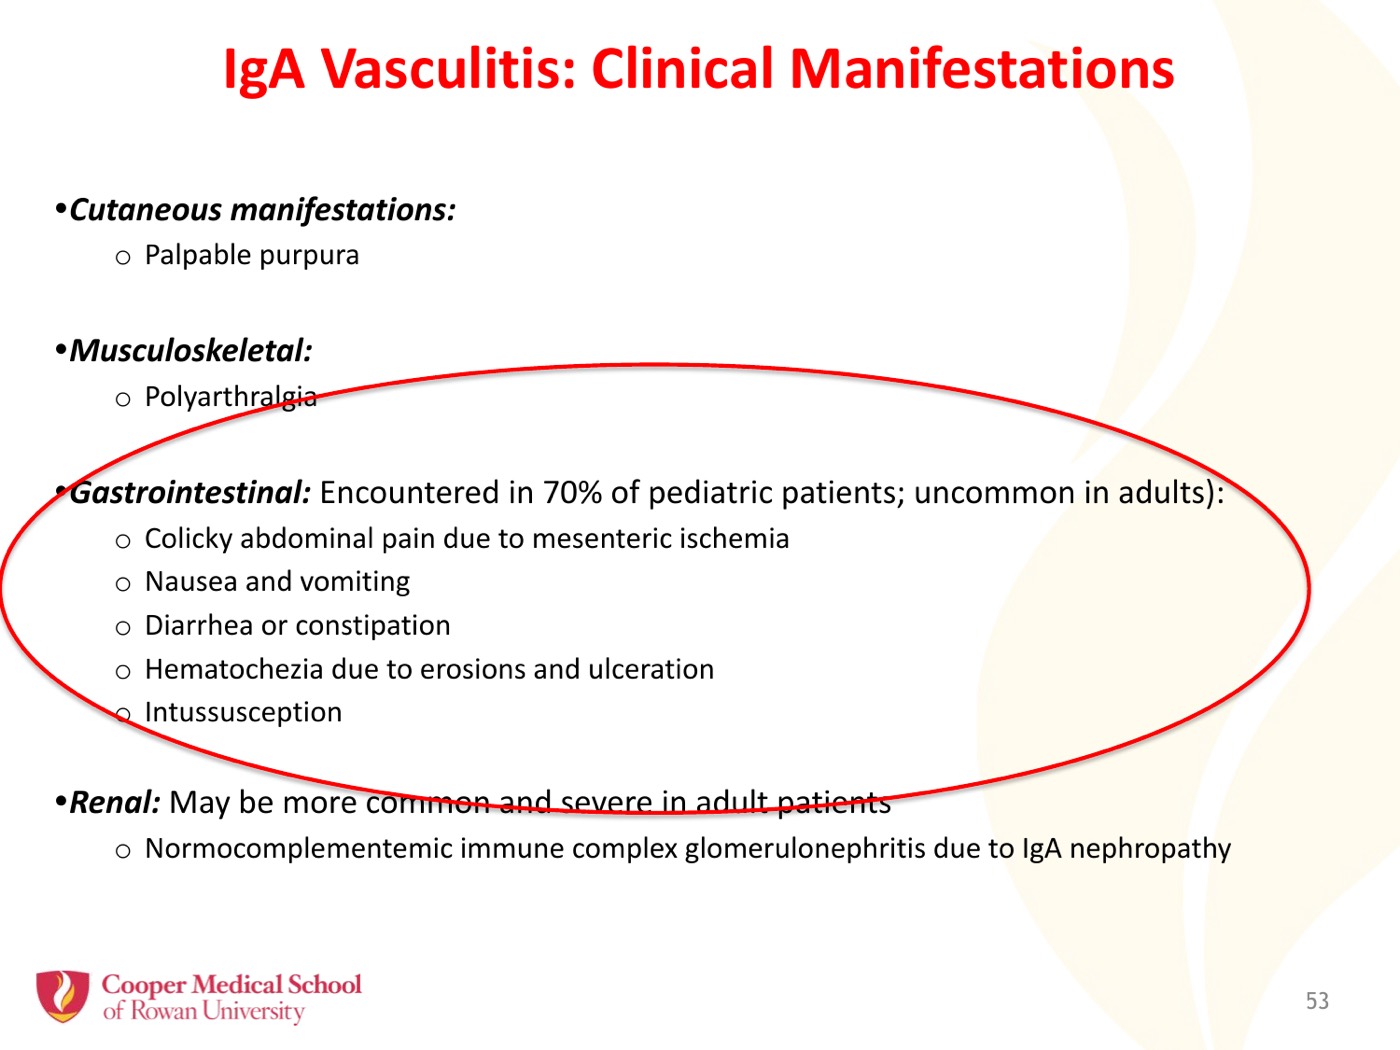 IgA Vasculitis: Clinical Manifestations
•Cutaneous manifestations:
o Palpable purpura
•Musculoskeletal:
o Polyarthralgia
•Gastrointestinal: Encountered in 70% of pediatric patients; uncommon in adults):
o Colicky abdominal pain due to mesenteric ischemia
o Nausea and vomiting
o Diarrhea or constipation
o Hematochezia due to erosions and ulceration
o Intussusception
•Renal: May be more common and severe in adult patients
o Normocomplementemic immune complex glomerulonephritis due to IgA nephropathy
Cooper Medical School
of Rowan University
53